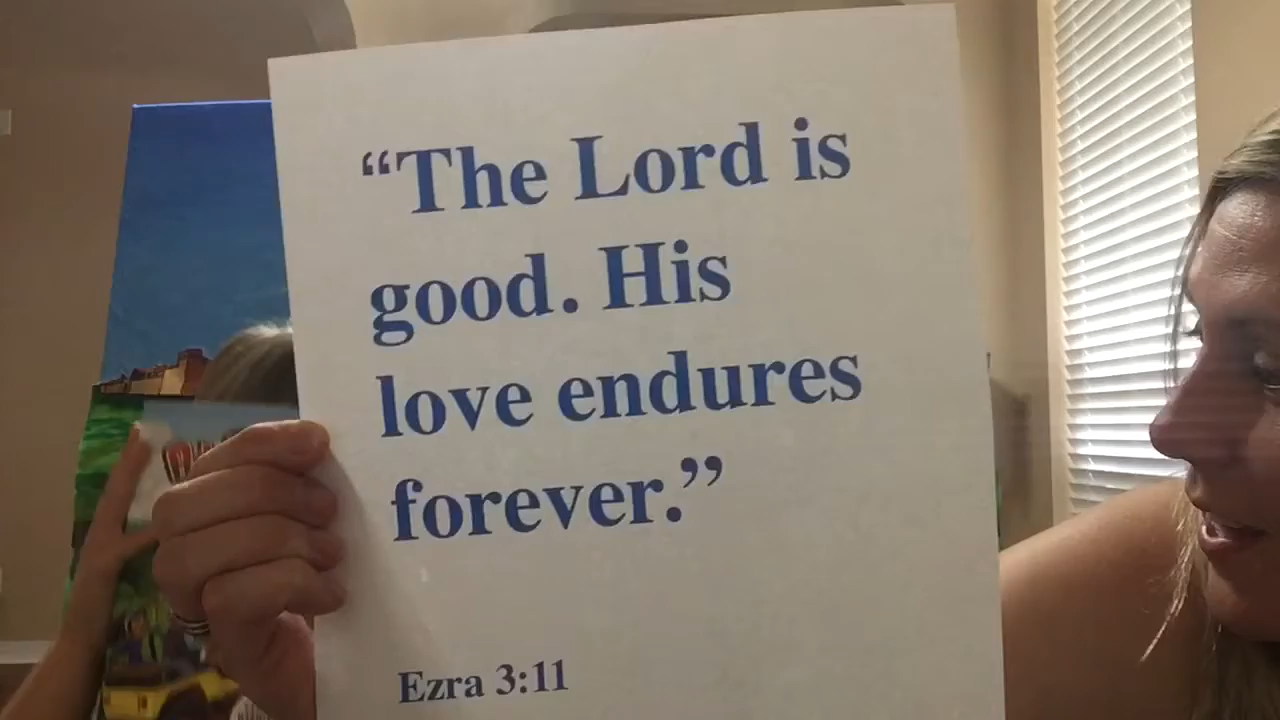 “The Lord is
good. His
love endures
forever.”
Ezra 3:11